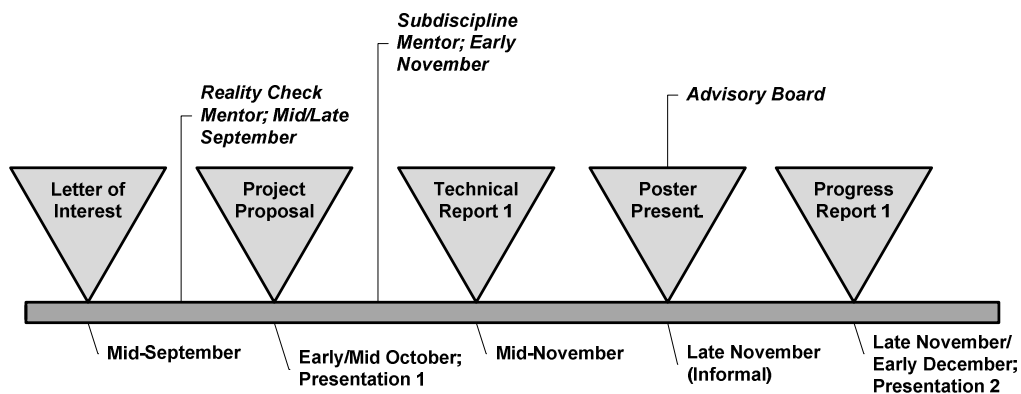 Subdiscipline
Mentor; Early
November
Reality Check
Mentor; Mid/Late
September
Advisory Board
Letter of
Interest
Project
Proposal
Technical
Report 1
Poster
Present.
Progress
Report 1
Mid-September
Early/Mid October;
Presentation 1
Mid-November
Late November
(Informal)
Late November/
Early December;
Presentation 2